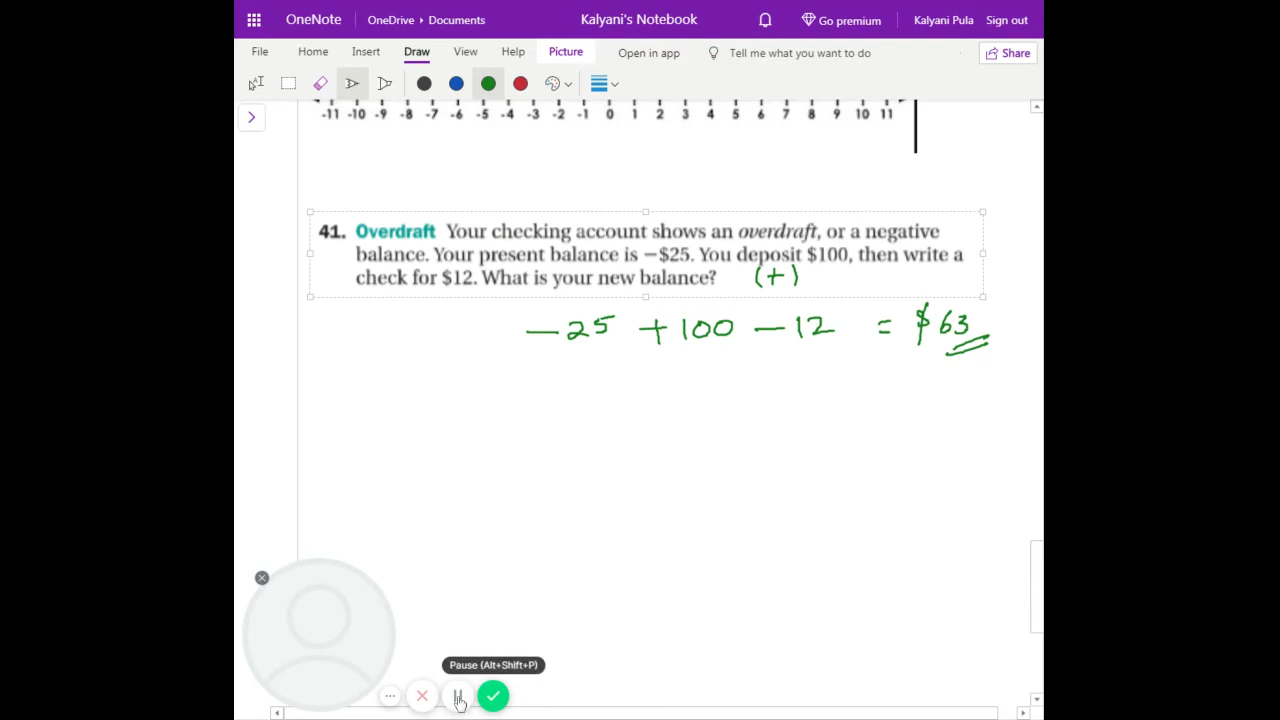 OneNote OneDrive › Documents Kalyani's Notebook Go premium Kalyani Pula Sign out
File Home Insert Draw View Help Picture Open in app Tell me what you want to do Share
-11 -10 -9 -8 -7 -6 -5 -4 -3 -2 -1 0 1 2 3 4 5 6 7 8 9 10 11
41. Overdraft Your checking account shows an overdraft, or a negative
balance. Your present balance is −$25. You deposit $100, then write a
check for $12. What is your new balance? (+)
− 25 + 100 − 12 = $63
Pause (Alt+Shift+P)